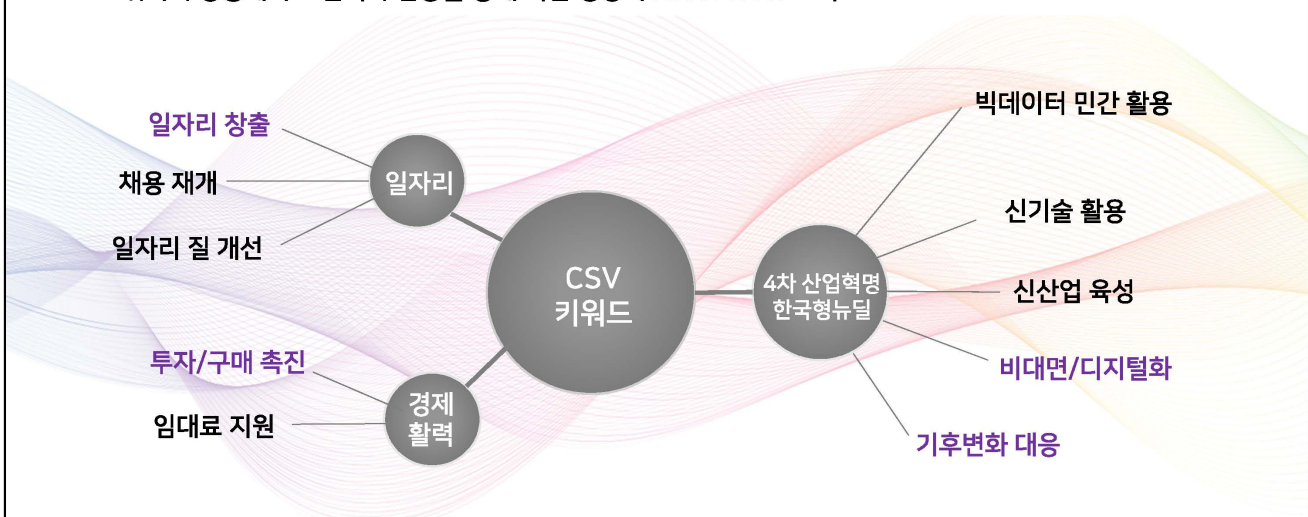 일자리 창출
채용 재개
일자리 질 개선
일자리
투자/구매 촉진
임대료 지원
경제
활력
CSV
키워드
4차 산업혁명
한국형뉴딜
빅데이터 민간 활용
신기술 활용
신산업 육성
비대면/디지털화
기후변화 대응